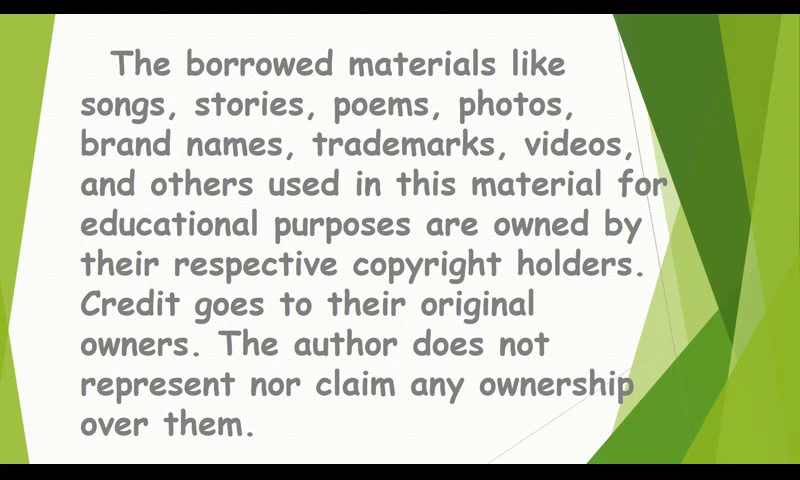 The borrowed materials like
songs, stories, poems, photos,
brand names, trademarks, videos,
and others used in this material for
educational purposes are owned by
their respective copyright holders.
Credit goes to their original
owners. The author does not
represent nor claim any ownership
over them.